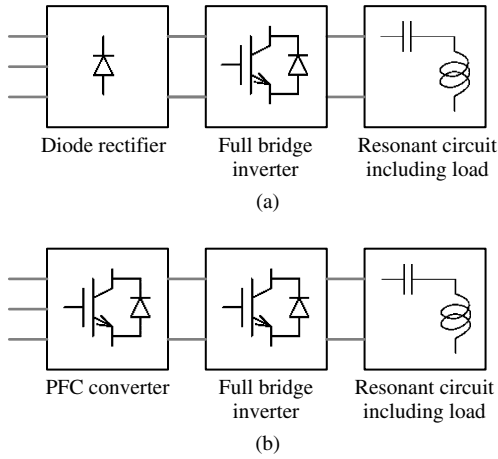 Diode rectifier
Full bridge
inverter
Resonant circuit
including load
(a)
PFC converter
Full bridge
inverter
Resonant circuit
including load
(b)